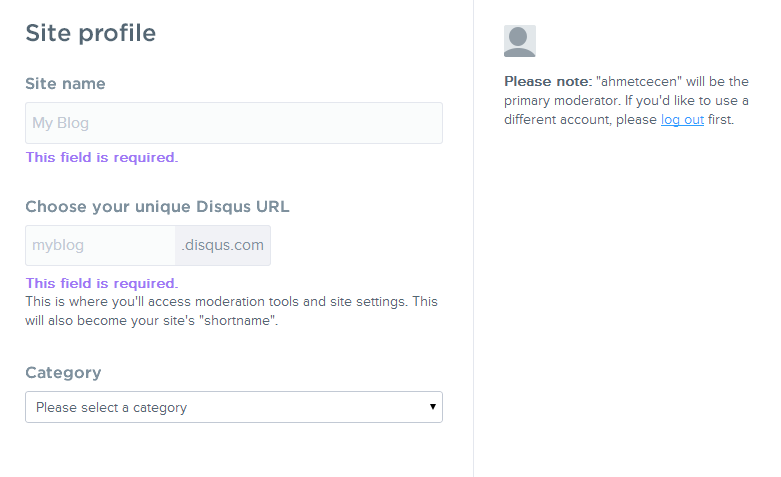 Site profile
Site name
My Blog
This field is required.
Choose your unique Disqus URL
myblog .disqus.com
This field is required.
This is where you'll access moderation tools and site settings. This
will also become your site's "shortname".
Category
Please select a category
Please note: "ahmetcecen" will be the
primary moderator. If you'd like to use a
different account, please log out first.